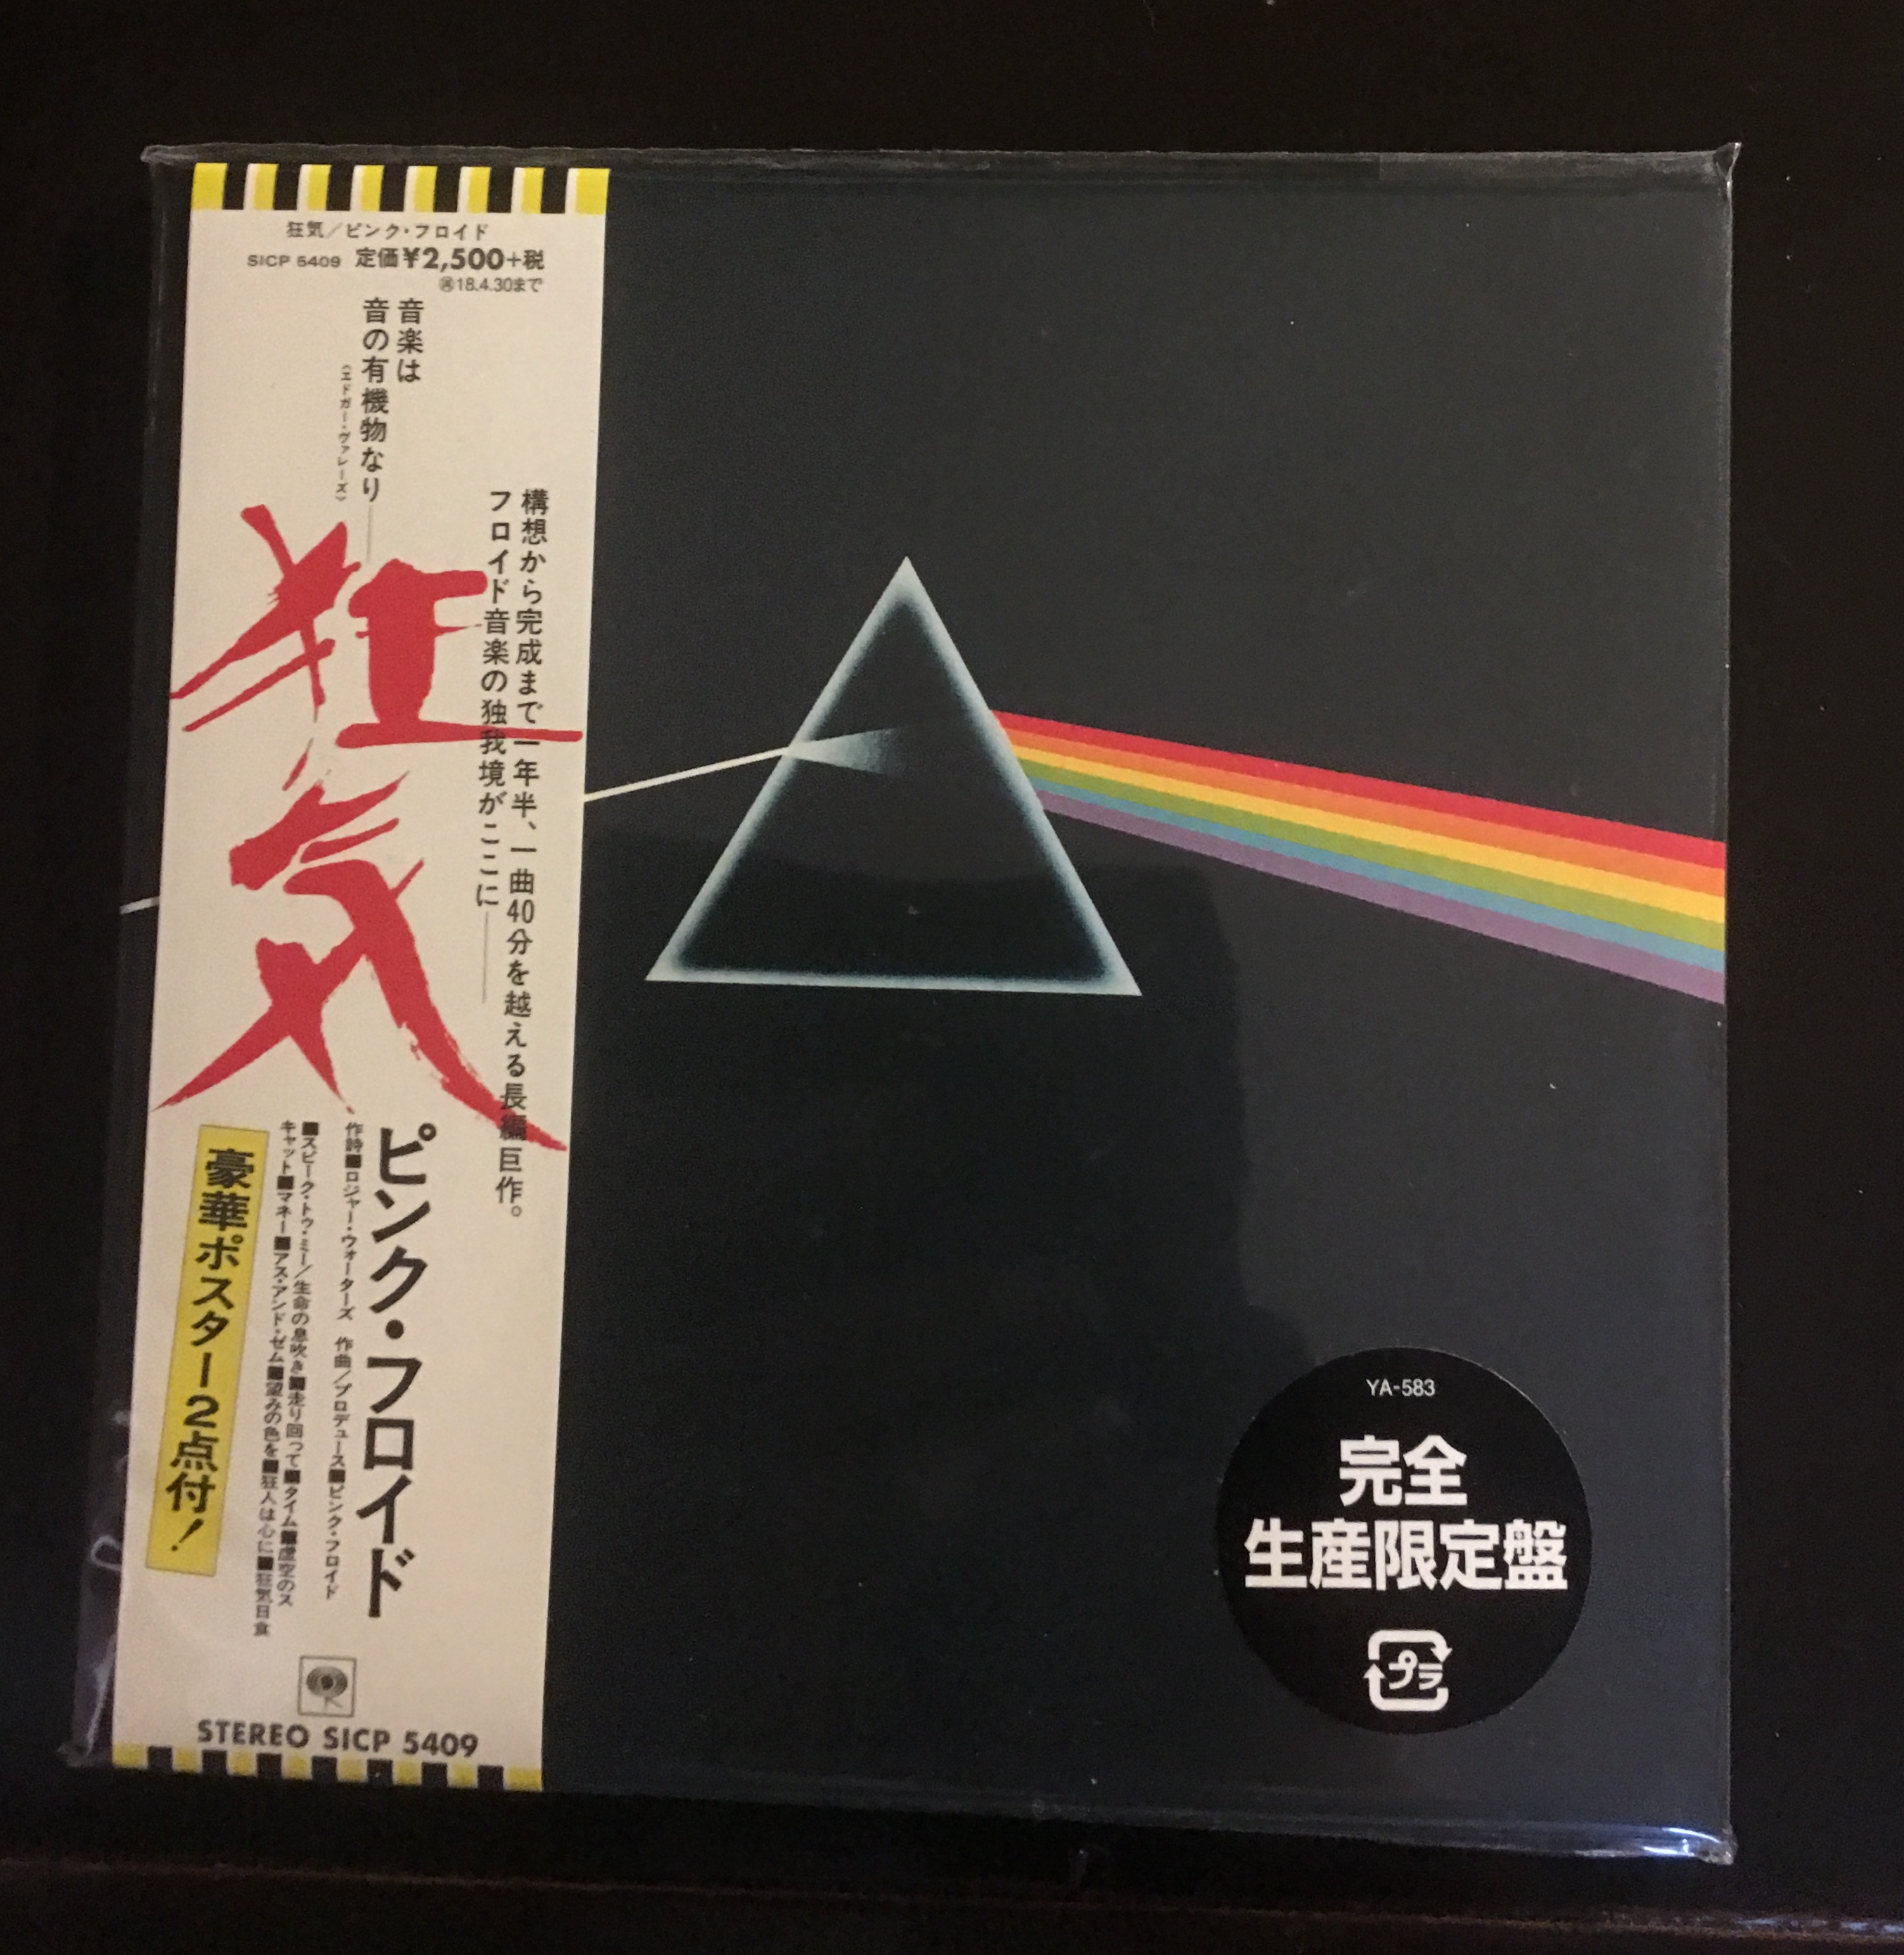 狂気／ピンク・フロイド
SICP 5409 定価¥2,500+税
18.4.30まで
音楽は
音の有機物なり
(エドガー・ヴァレーズ)
構想から完成まで一年半、一曲40分を越える長編巨作。
フロイド音楽の独我境がここに
狂気
ピンク・フロイド
作詩■ロジャー・ウォーターズ 作曲／プロデュース■ピンク・フロイド
■スピーク・トゥ・ミー／生命の息吹き■走り回って■タイム■虚空のス
キャット■マネー■アス・アンド・ゼム■望みの色を■狂人は心に■狂気日食
豪華ポスター2点付!
STEREO SICP 5409
YA-583
完全
生産限定盤
プラ